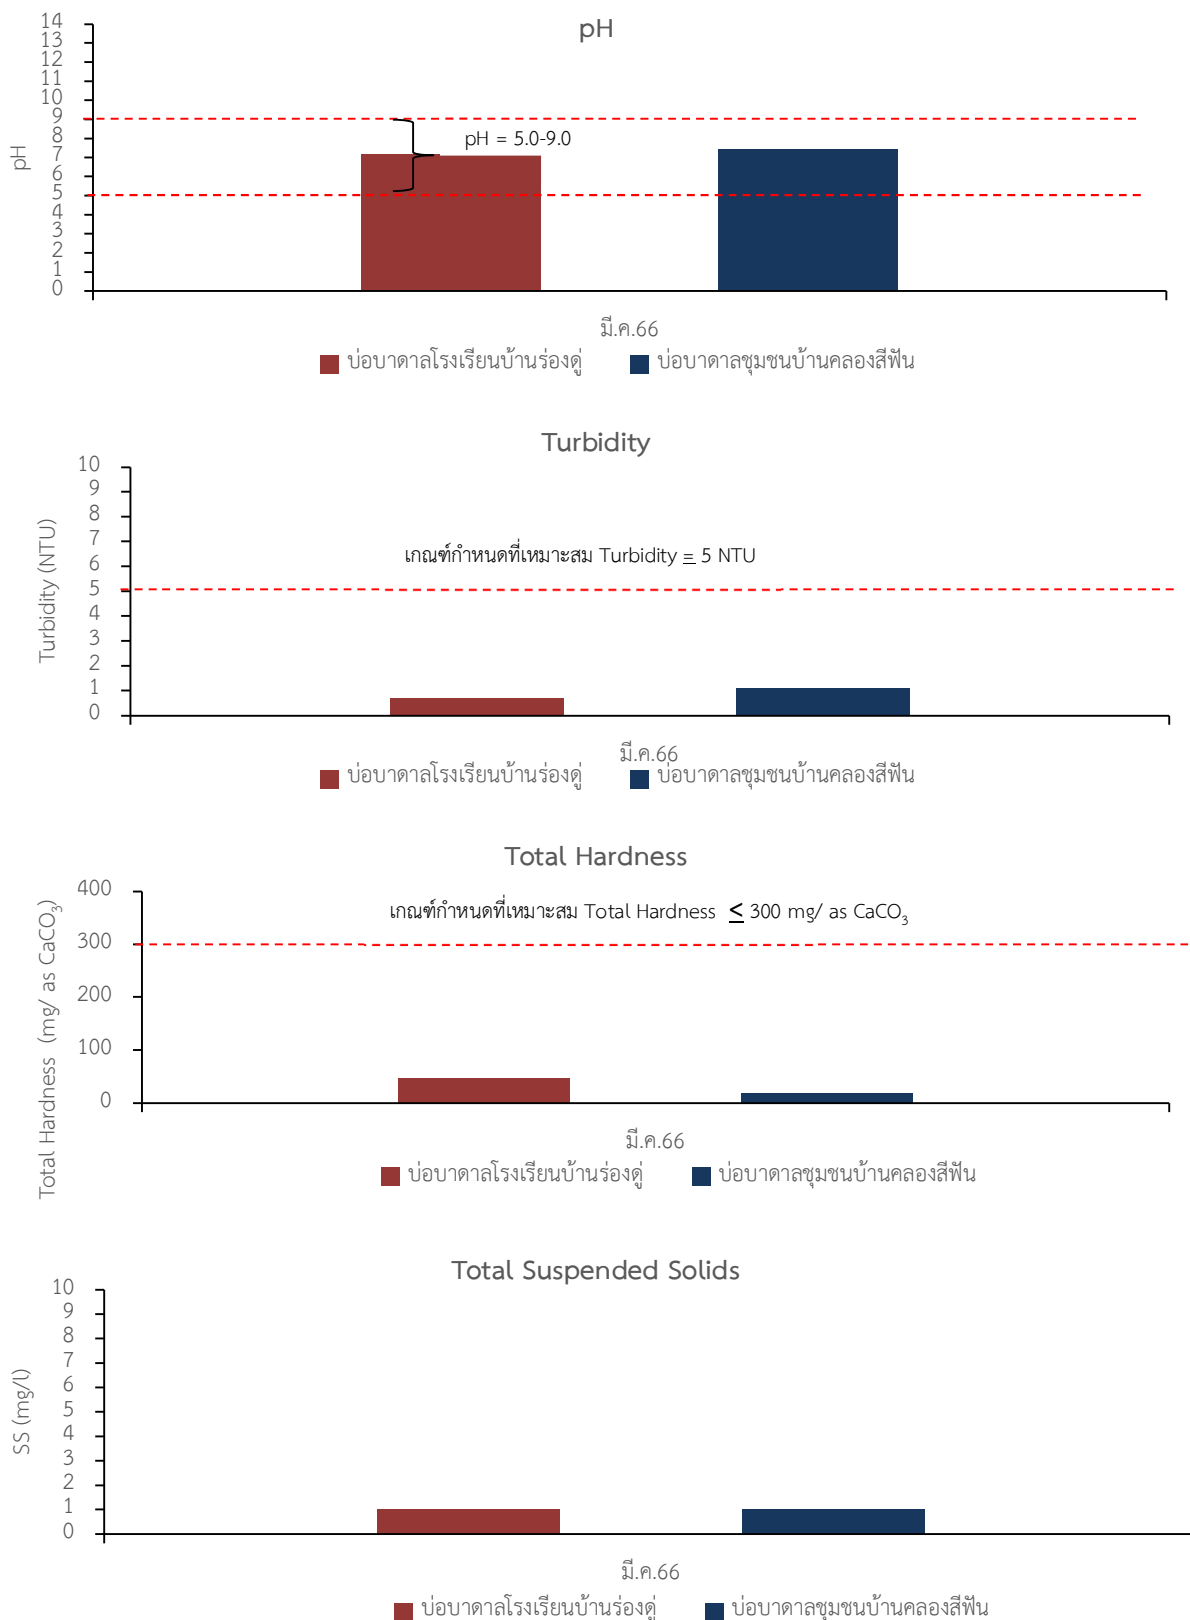 pH
14
13
12
11
10
9
8
7
6
5
4
3
2
1
0
pH
pH = 5.0-9.0
มี.ค.66
บ่อบาดาลโรงเรียนบ้านร่องดู่ บ่อบาดาลชุมชนบ้านคลองสีฟัน
Turbidity
10
9
8
7
6
5
4
3
2
1
0
Turbidity (NTU)
เกณฑ์กำหนดที่เหมาะสม Turbidity = 5 NTU
มี.ค.66
บ่อบาดาลโรงเรียนบ้านร่องดู่ บ่อบาดาลชุมชนบ้านคลองสีฟัน
Total Hardness
400
300
200
100
0
Total Hardness (mg/ as CaCO₃)
เกณฑ์กำหนดที่เหมาะสม Total Hardness ≤ 300 mg/ as CaCO₃
มี.ค.66
บ่อบาดาลโรงเรียนบ้านร่องดู่ บ่อบาดาลชุมชนบ้านคลองสีฟัน
Total Suspended Solids
10
9
8
7
6
5
4
3
2
1
0
SS (mg/l)
มี.ค.66
บ่อบาดาลโรงเรียนบ้านร่องดู่ บ่อบาดาลชุมชนบ้านคลองสีฟัน